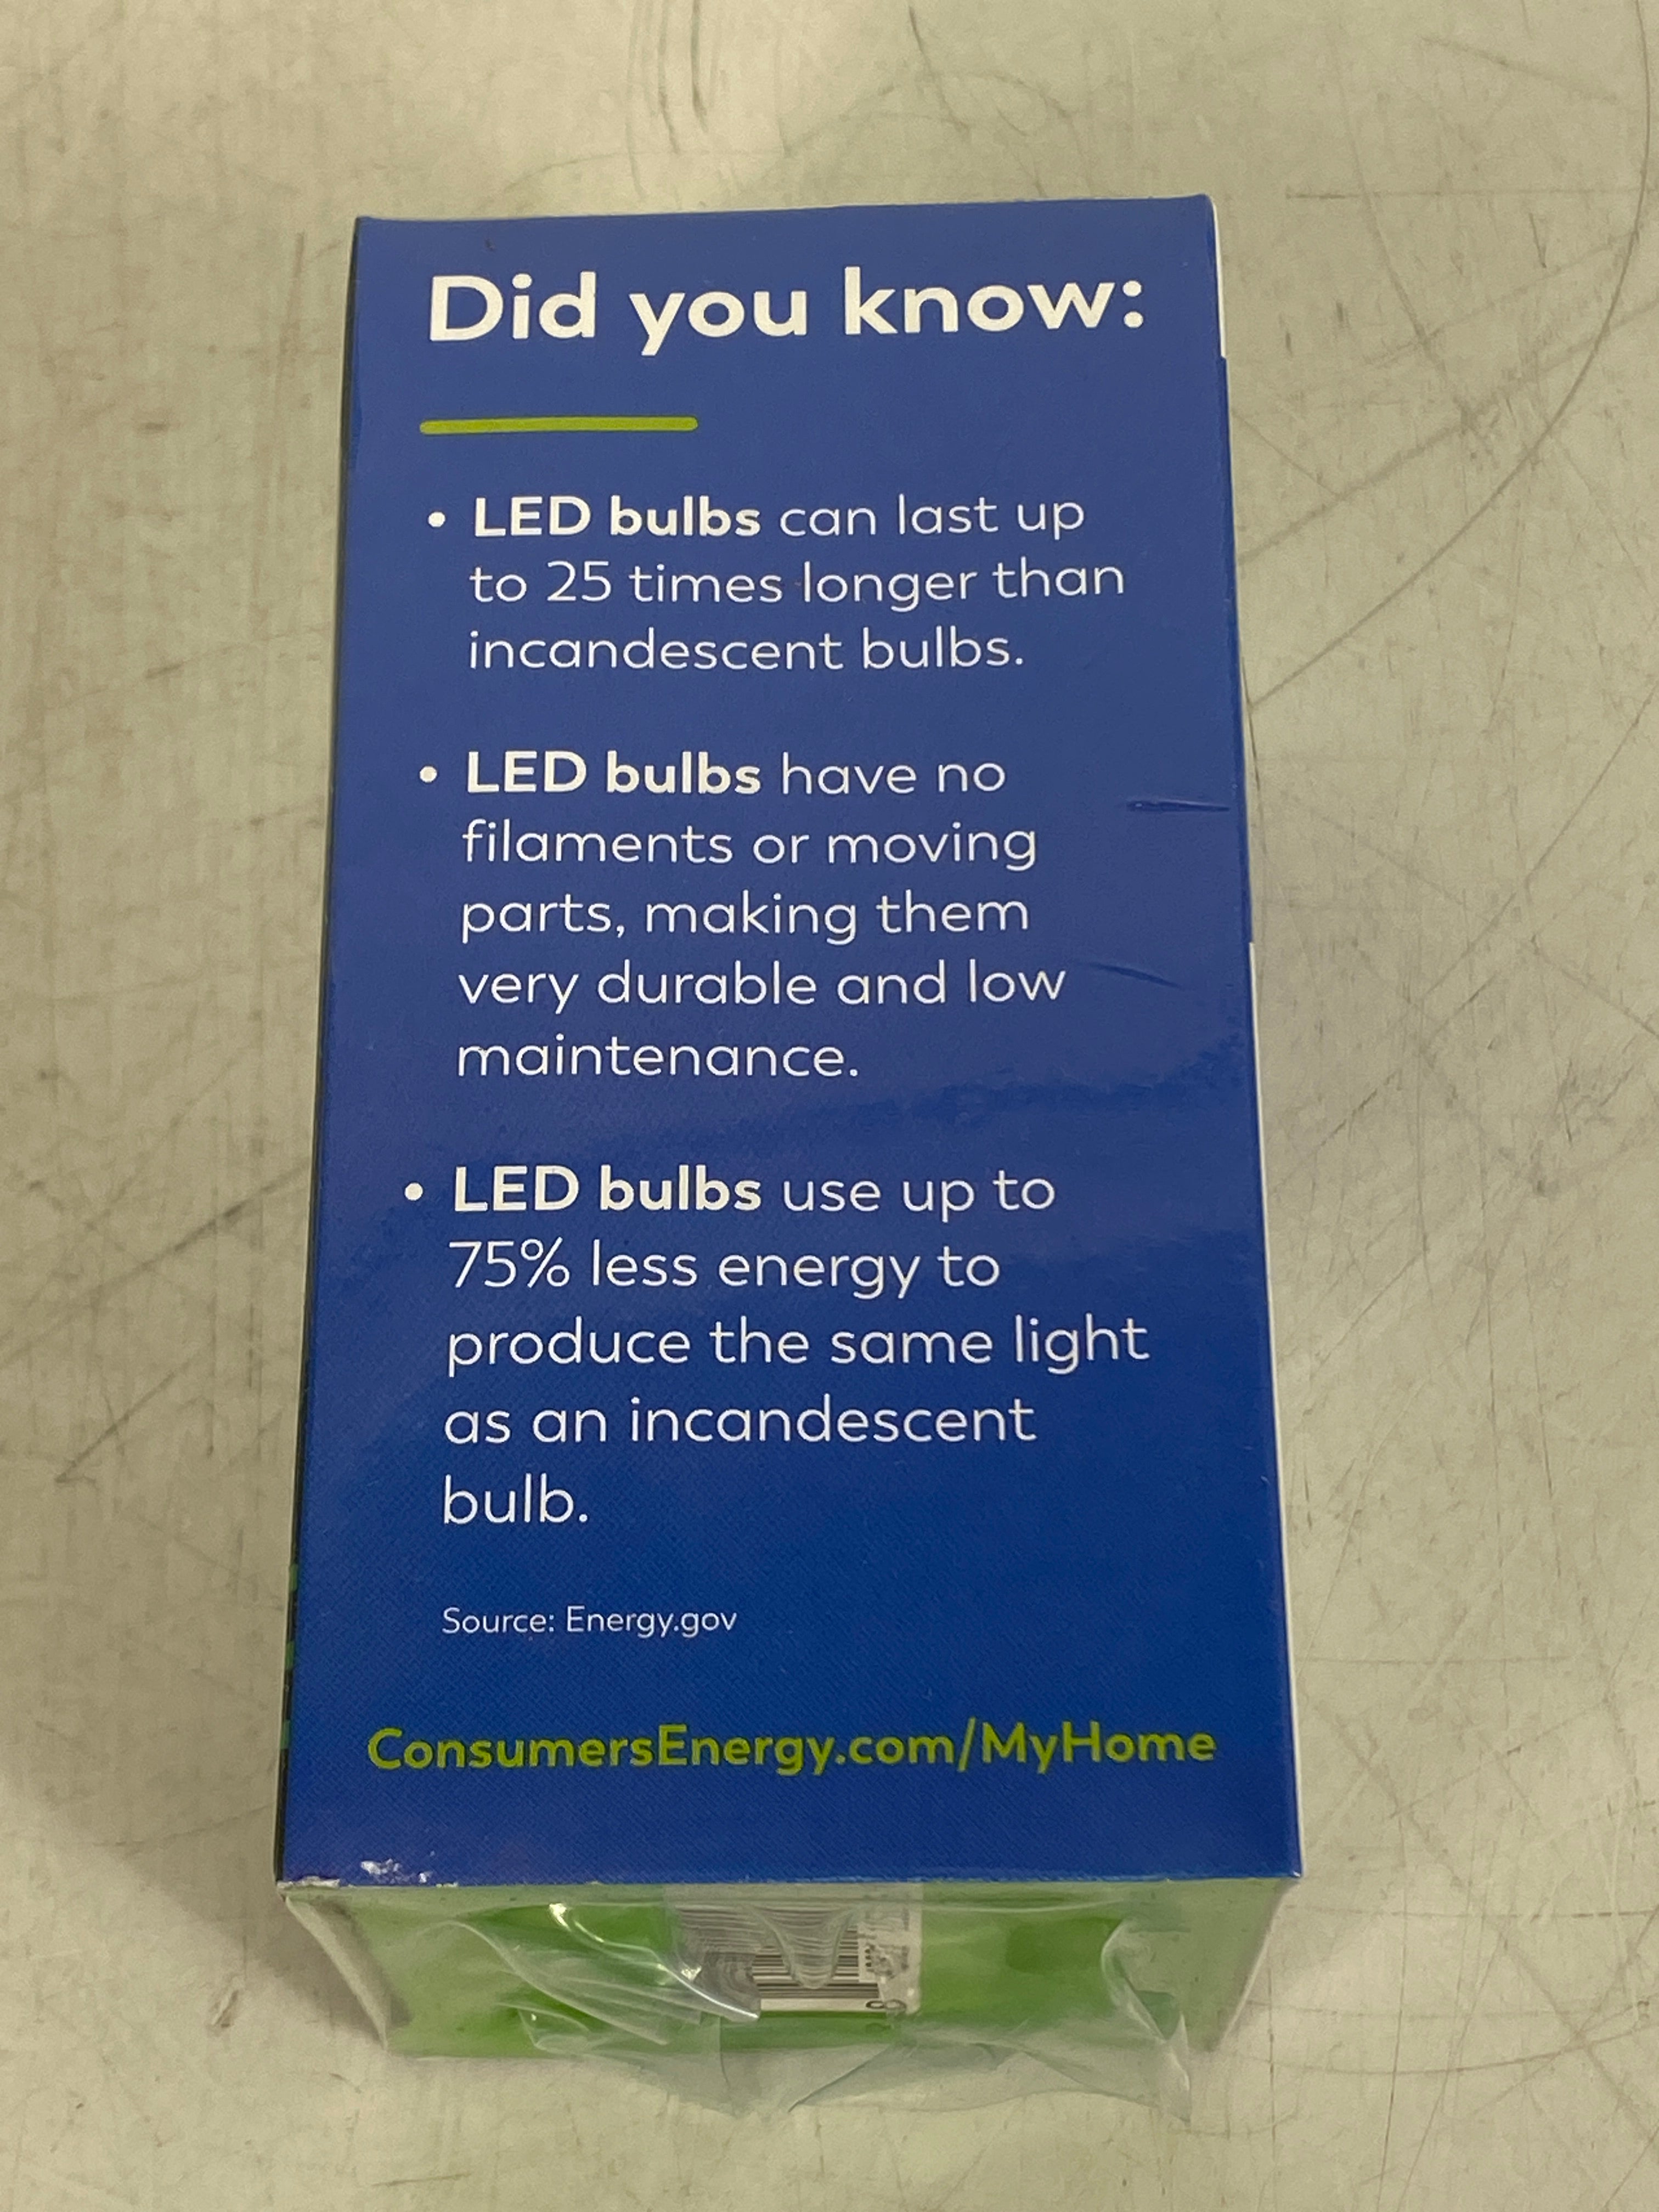 Did you know:
• LED bulbs can last up
to 25 times longer than
incandescent bulbs.
• LED bulbs have no
filaments or moving
parts, making them
very durable and low
maintenance.
• LED bulbs use up to
75% less energy to
produce the same light
as an incandescent
bulb.
Source: Energy.gov
ConsumersEnergy.com/MyHome